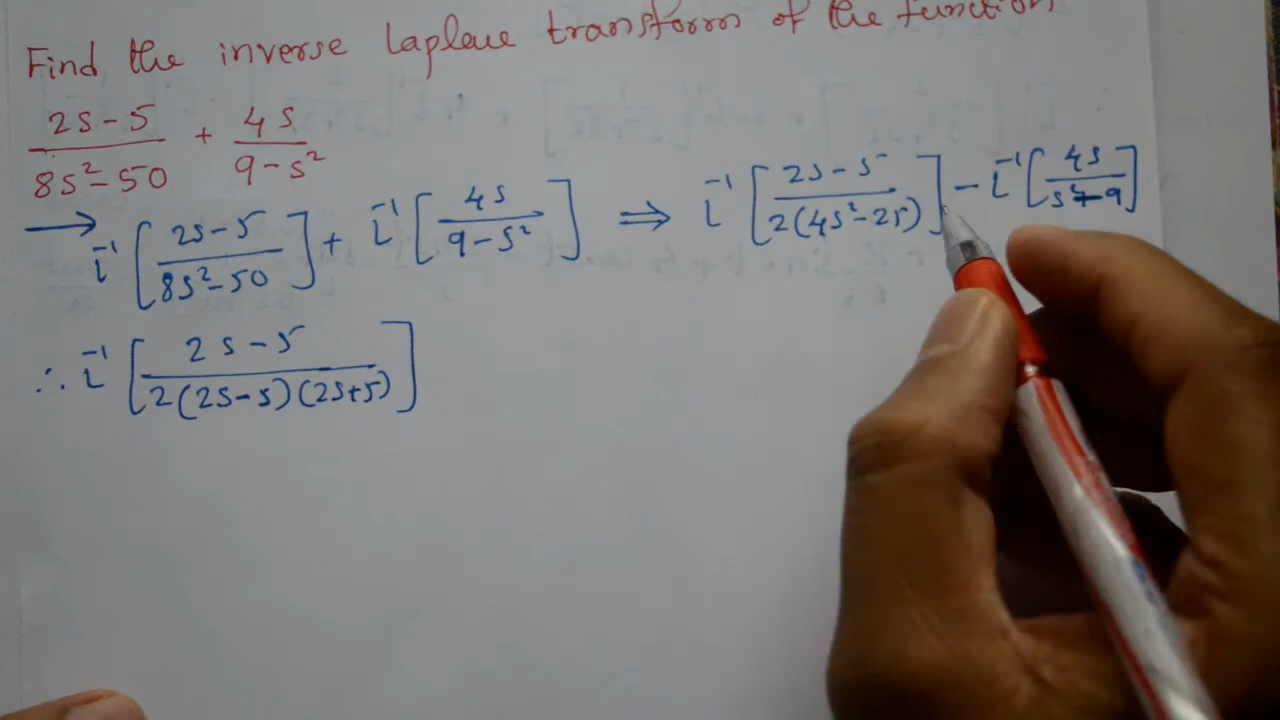 Find the inverse Laplace transform of the function
2s-5/8s²-50 + 4s/9-s²
→ L⁻¹[2s-5/8s²-50] + L⁻¹[4s/9-s²] ⇒ L⁻¹[2s-5/2(4s²-25)] - L⁻¹[4s/s²-9]
∴ L⁻¹[2s-5/2(2s-5)(2s+5)]